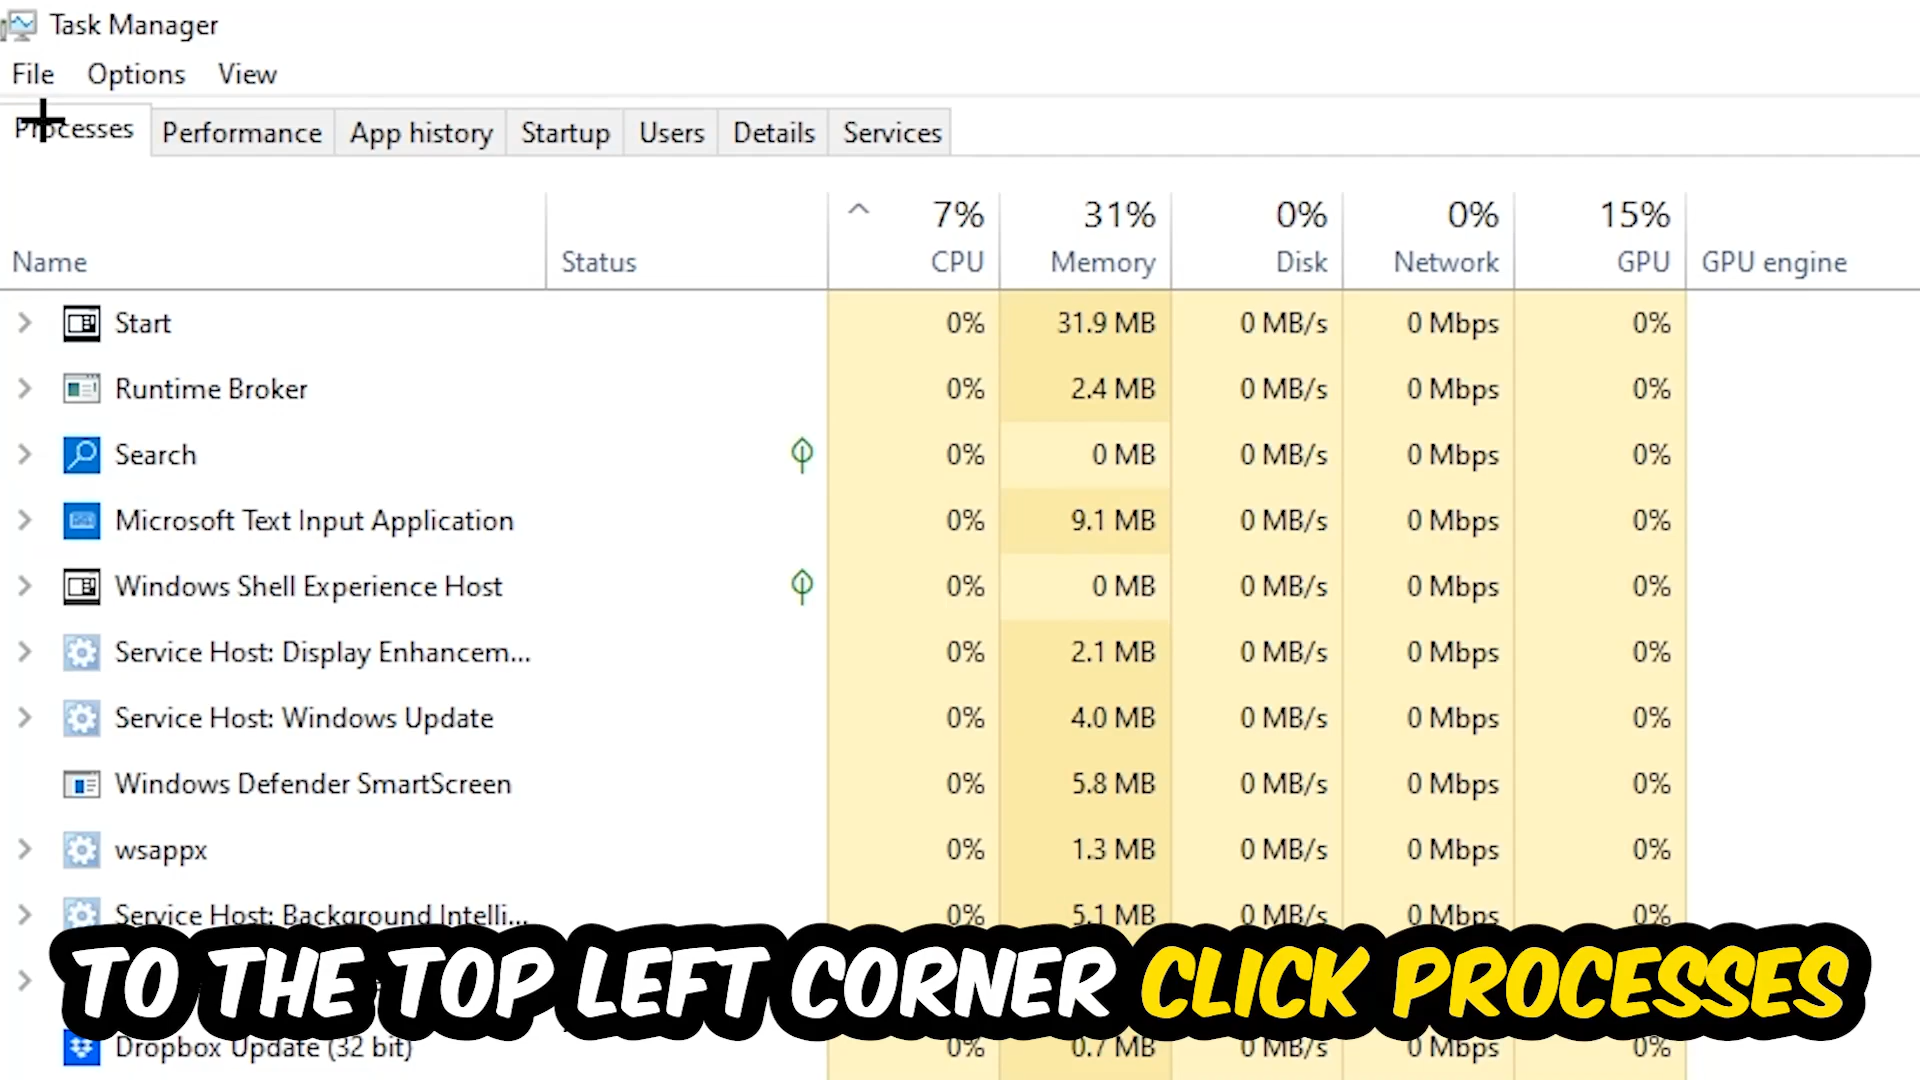 Task Manager
File Options View
Processes Performance App history Startup Users Details Services
7% 31% 0% 0% 15%
Name Status CPU Memory Disk Network GPU GPU engine
Start 0% 31.9 MB 0 MB/s 0 Mbps 0%
Runtime Broker 0% 2.4 MB 0 MB/s 0 Mbps 0%
Search 0% 0 MB 0 MB/s 0 Mbps 0%
Microsoft Text Input Application 0% 9.1 MB 0 MB/s 0 Mbps 0%
Windows Shell Experience Host 0% 0 MB 0 MB/s 0 Mbps 0%
Service Host: Display Enhancem... 0% 2.1 MB 0 MB/s 0 Mbps 0%
Service Host: Windows Update 0% 4.0 MB 0 MB/s 0 Mbps 0%
Windows Defender SmartScreen 0% 5.8 MB 0 MB/s 0 Mbps 0%
wsappx 0% 1.3 MB 0 MB/s 0 Mbps 0%
Service Host: Background Intelli... 0% 5.1 MB 0 MB/s 0 Mbps 0%
TO THE TOP LEFT CORNER CLICK PROCESSES
Dropbox Update (32 bit) 0% 0.7 MB 0 MB/s 0 Mbps 0%